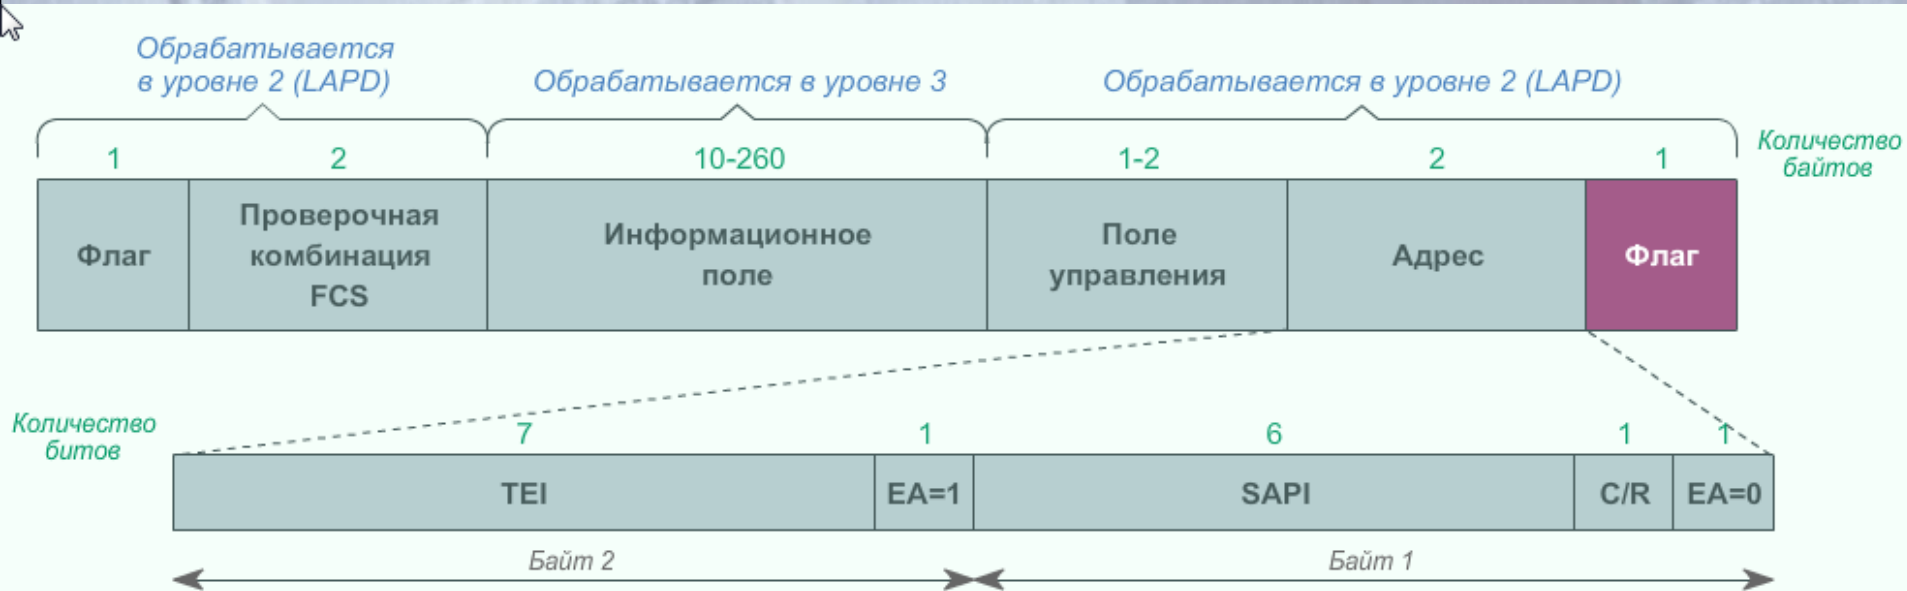 Обрабатывается
в уровне 2 (LAPD)
Обрабатывается в уровне 3
Обрабатывается в уровне 2 (LAPD)
Количество
байтов
1
2
10-260
1-2
2
1
Флаг
Проверочная
комбинация
FCS
Информационное
поле
Поле
управления
Адрес
Флаг
Количество
битов
7
1
6
1
1
TEI
EA=1
SAPI
C/R
EA=0
Байт 2
Байт 1